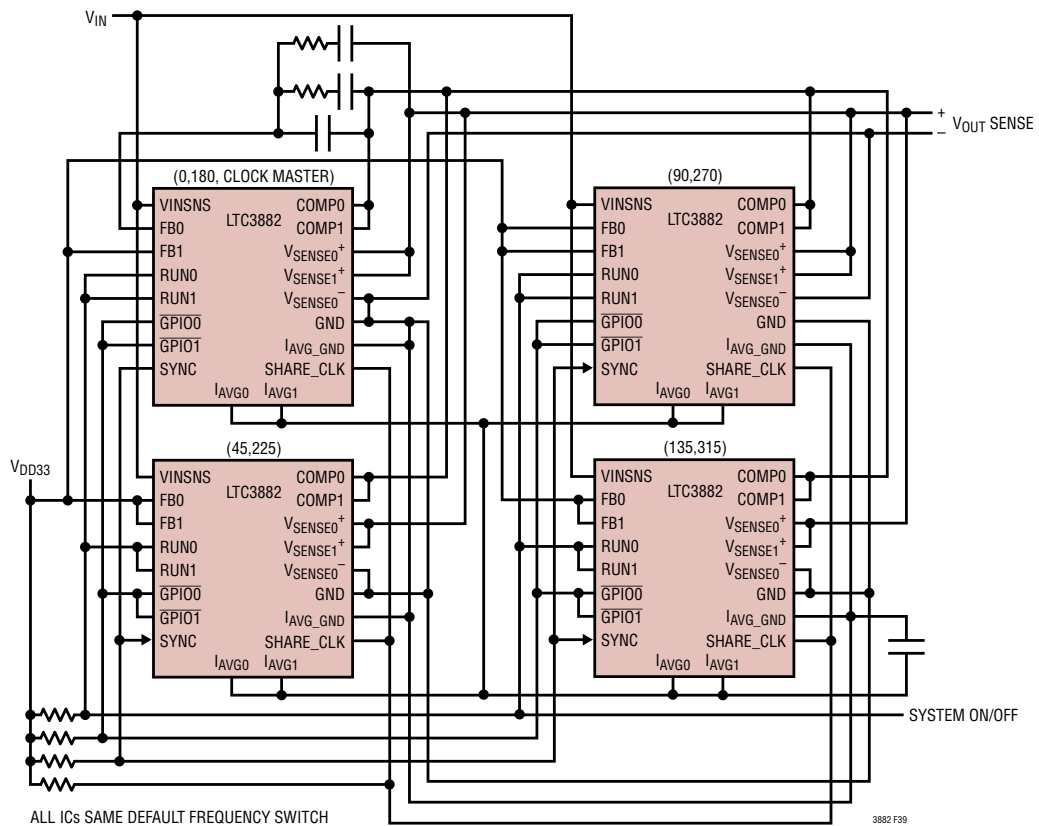 VIN
+
VOUT SENSE
–
(0,180, CLOCK MASTER)
VINSNS
FB0
FB1
RUN0
RUN1
GPIO0
GPIO1
SYNC
LTC3882
COMP0
COMP1
VSENSE0+
VSENSE1+
VSENSE0–
GND
IAVG_GND
SHARE_CLK
IAVG0 IAVG1
(90,270)
VINSNS
FB0
FB1
RUN0
RUN1
GPIO0
GPIO1
SYNC
LTC3882
COMP0
COMP1
VSENSE0+
VSENSE1+
VSENSE0–
GND
IAVG_GND
SHARE_CLK
IAVG0 IAVG1
VDD33
(45,225)
VINSNS
FB0
FB1
RUN0
RUN1
GPIO0
GPIO1
SYNC
LTC3882
COMP0
COMP1
VSENSE0+
VSENSE1+
VSENSE0–
GND
IAVG_GND
SHARE_CLK
IAVG0 IAVG1
(135,315)
VINSNS
FB0
FB1
RUN0
RUN1
GPIO0
GPIO1
SYNC
LTC3882
COMP0
COMP1
VSENSE0+
VSENSE1+
VSENSE0–
GND
IAVG_GND
SHARE_CLK
IAVG0 IAVG1
SYSTEM ON/OFF
ALL ICs SAME DEFAULT FREQUENCY SWITCH
3882 F39